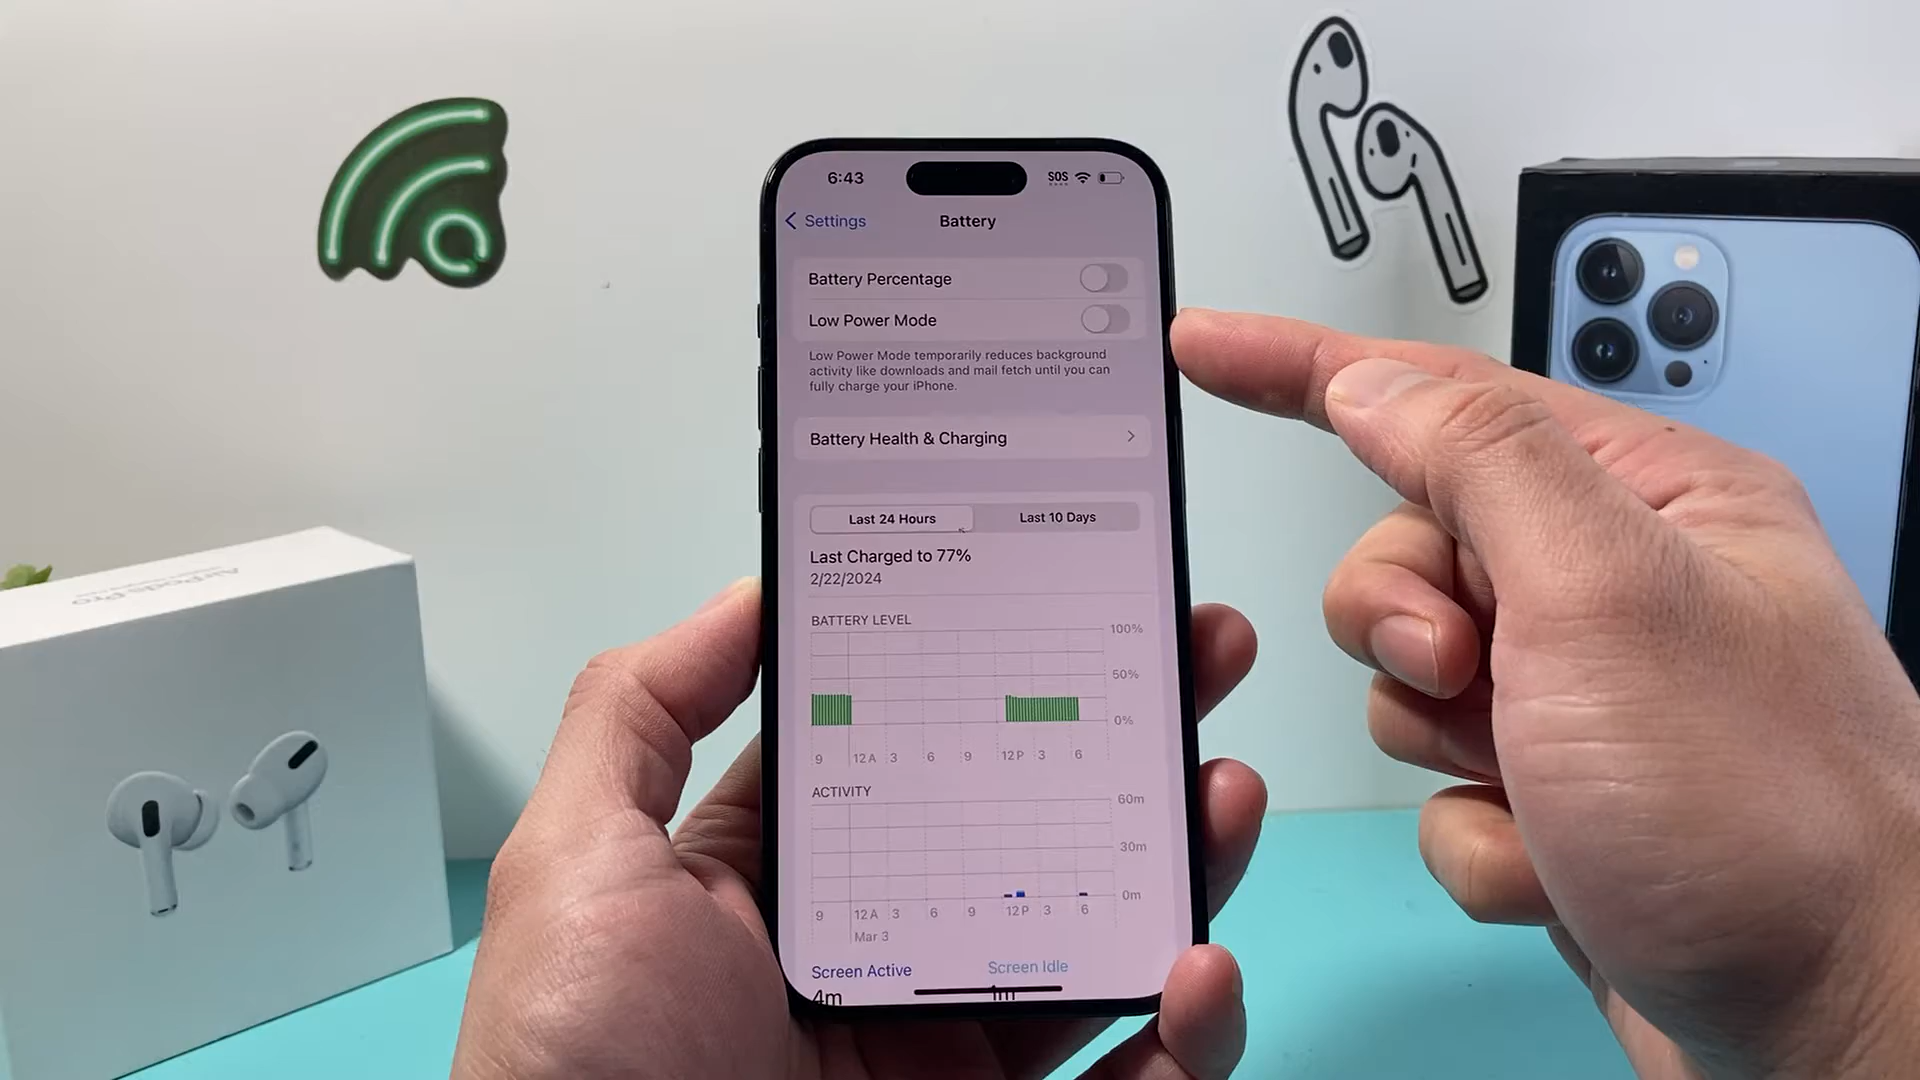 6:43
SOS
Settings
Battery
Battery Percentage
Low Power Mode
Low Power Mode temporarily reduces background
activity like downloads and mail fetch until you can
fully charge your iPhone.
Battery Health & Charging
Last 24 Hours
Last 10 Days
Last Charged to 77%
2/22/2024
BATTERY LEVEL
100%
50%
0%
9 12 A 3 6 9 12 P 3 6
ACTIVITY
60m
30m
0m
9 12 A 3 6 9 12 P 3 6
Mar 3
Screen Active
Screen Idle
4m
1m
AirPods Pro